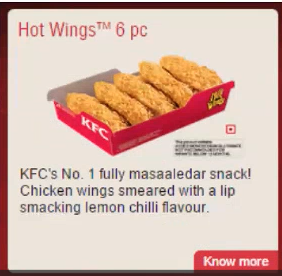 Hot Wings™ 6 pc
KFC
KFC's No. 1 fully masaaledar snack!
Chicken wings smeared with a lip
smacking lemon chilli flavour.
Know more